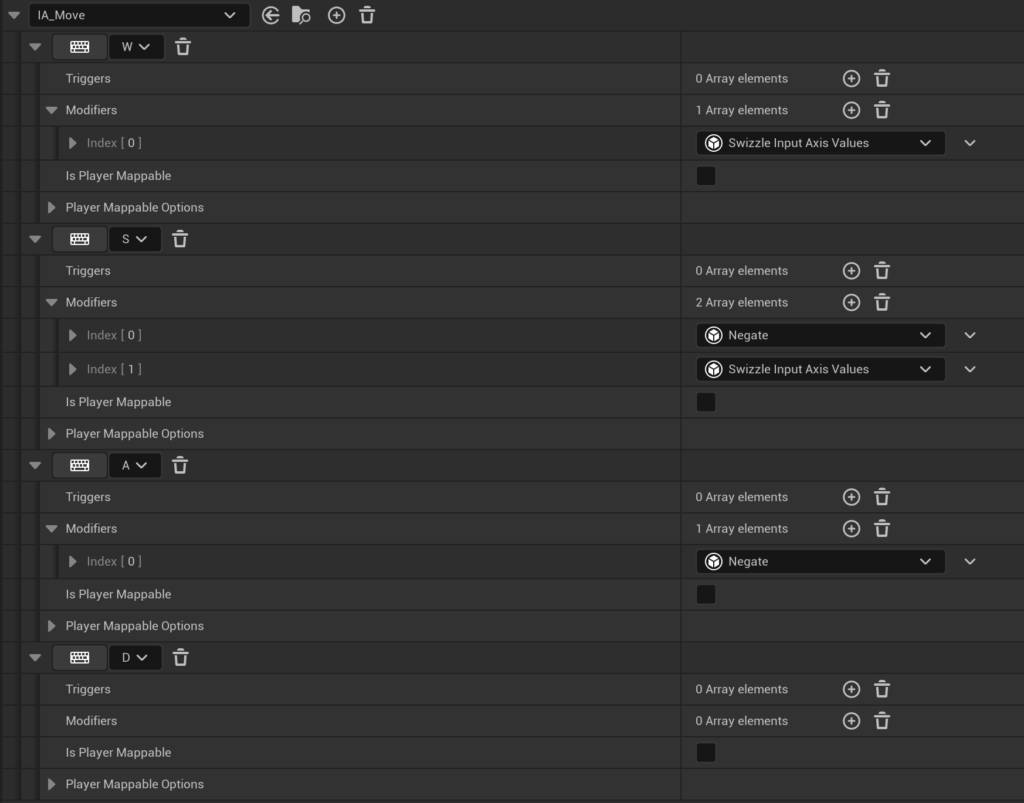 IA_Move
W
Triggers 0 Array elements
Modifiers 1 Array elements
Index [ 0 ] Swizzle Input Axis Values
Is Player Mappable
Player Mappable Options
S
Triggers 0 Array elements
Modifiers 2 Array elements
Index [ 0 ] Negate
Index [ 1 ] Swizzle Input Axis Values
Is Player Mappable
Player Mappable Options
A
Triggers 0 Array elements
Modifiers 1 Array elements
Index [ 0 ] Negate
Is Player Mappable
Player Mappable Options
D
Triggers 0 Array elements
Modifiers 0 Array elements
Is Player Mappable
Player Mappable Options